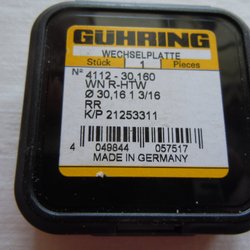 GÜHRING
WECHSELPLATTE
Stück 1 Pieces
N° 4112 - 30,160
WN R-HTW
Ø 30,16 1 3/16
RR
K/P 21253311
4 049844 057517
MADE IN GERMANY